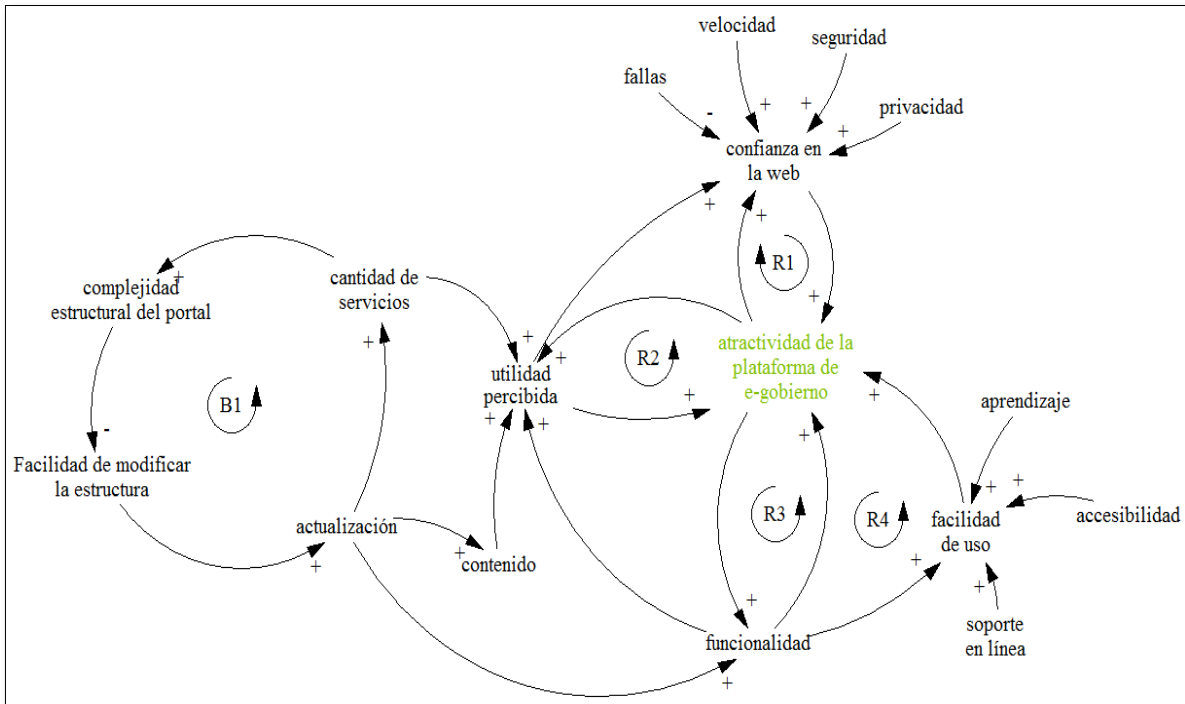 velocidad
seguridad
fallas
privacidad
-
+
+
+
confianza en
la web
+
+
R1
+
complejidad
estructural del portal
+
cantidad de
servicios
+
+
+
R2
atractividad de la
plataforma de
e-gobierno
utilidad
percibida
+
+
+
+
+
B1
aprendizaje
-
Facilidad de modificar
la estructura
+
+
R3
R4
facilidad
de uso
accesibilidad
actualización
+
+
contenido
+
+
+
soporte
en línea
+
funcionalidad
+